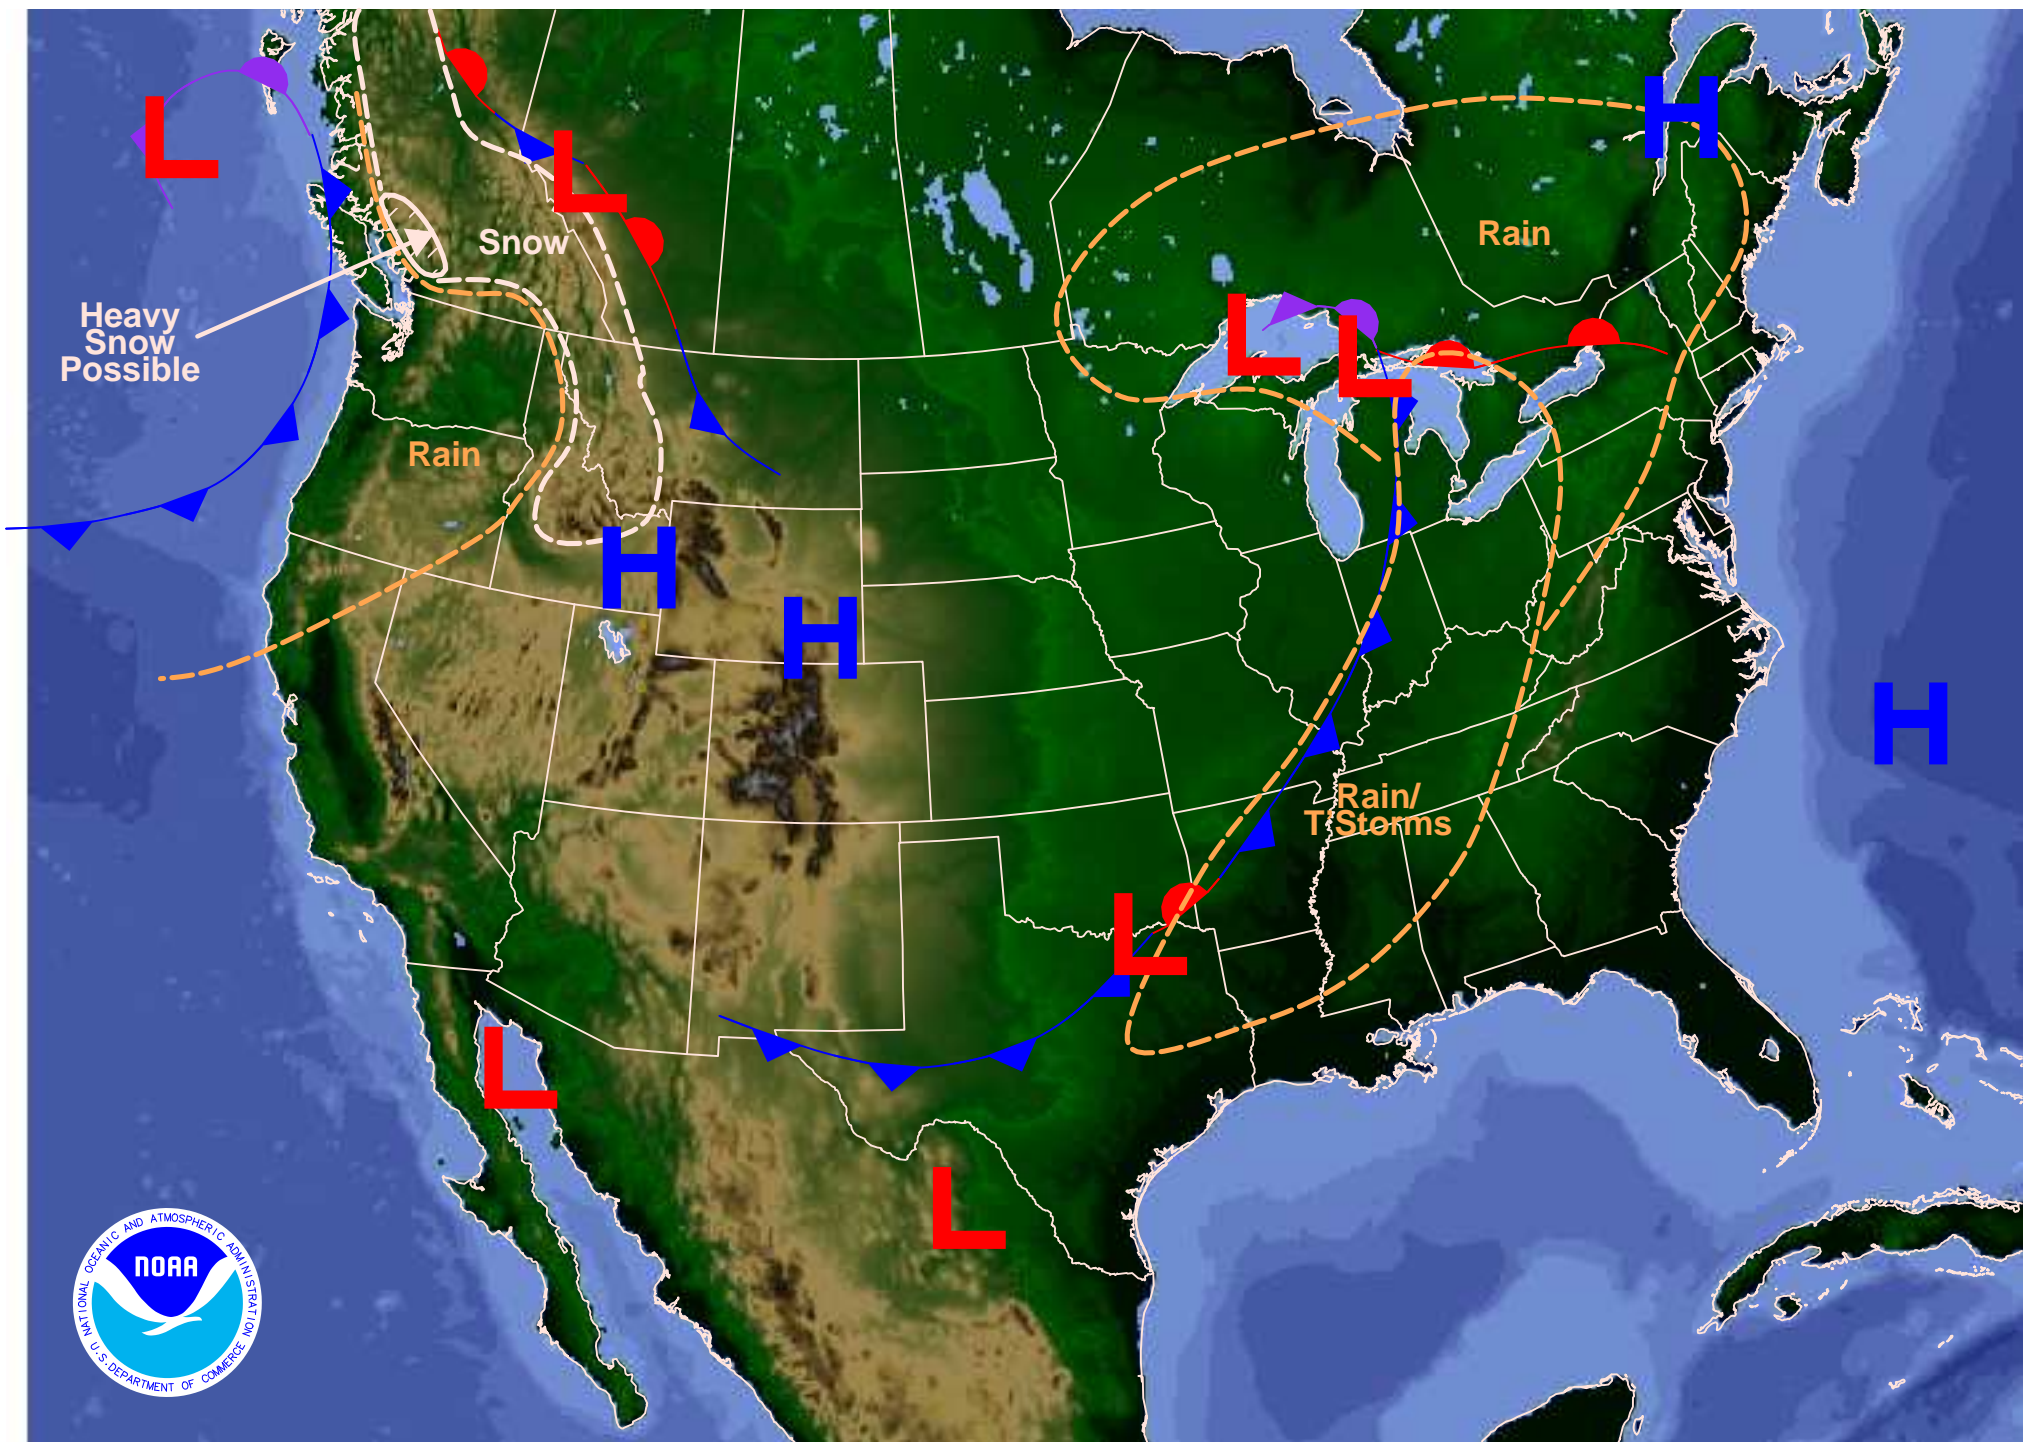 L
L
H
Snow
Rain
Heavy
Snow
Possible
L
L
Rain
H
H
H
Rain/
T'Storms
L
L
L
NOAA
NATIONAL OCEANIC AND ATMOSPHERIC ADMINISTRATION
U.S. DEPARTMENT OF COMMERCE